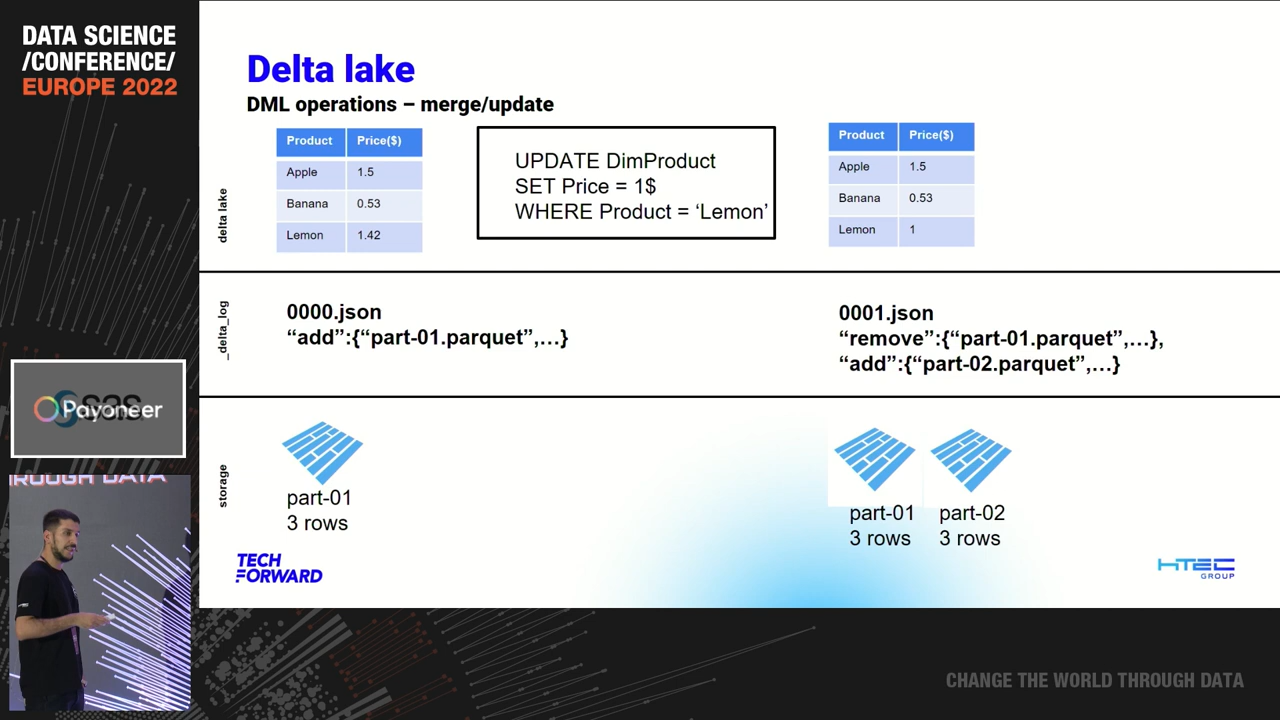 DATA SCIENCE
/CONFERENCE/
EUROPE 2022
Delta lake
DML operations – merge/update
delta lake
Product Price($)
Apple 1.5
Banana 0.53
Lemon 1.42
UPDATE DimProduct
SET Price = 1$
WHERE Product = ‘Lemon’
Product Price($)
Apple 1.5
Banana 0.53
Lemon 1
_delta_log
0000.json
“add”:{“part-01.parquet”,…}
0001.json
“remove”:{“part-01.parquet”,…},
“add”:{“part-02.parquet”,…}
storage
part-01
3 rows
part-01
3 rows
part-02
3 rows
TECH
FORWARD
HTEC
GROUP
Payoneer
sas
THROUGH DATA
CHANGE THE WORLD THROUGH DATA